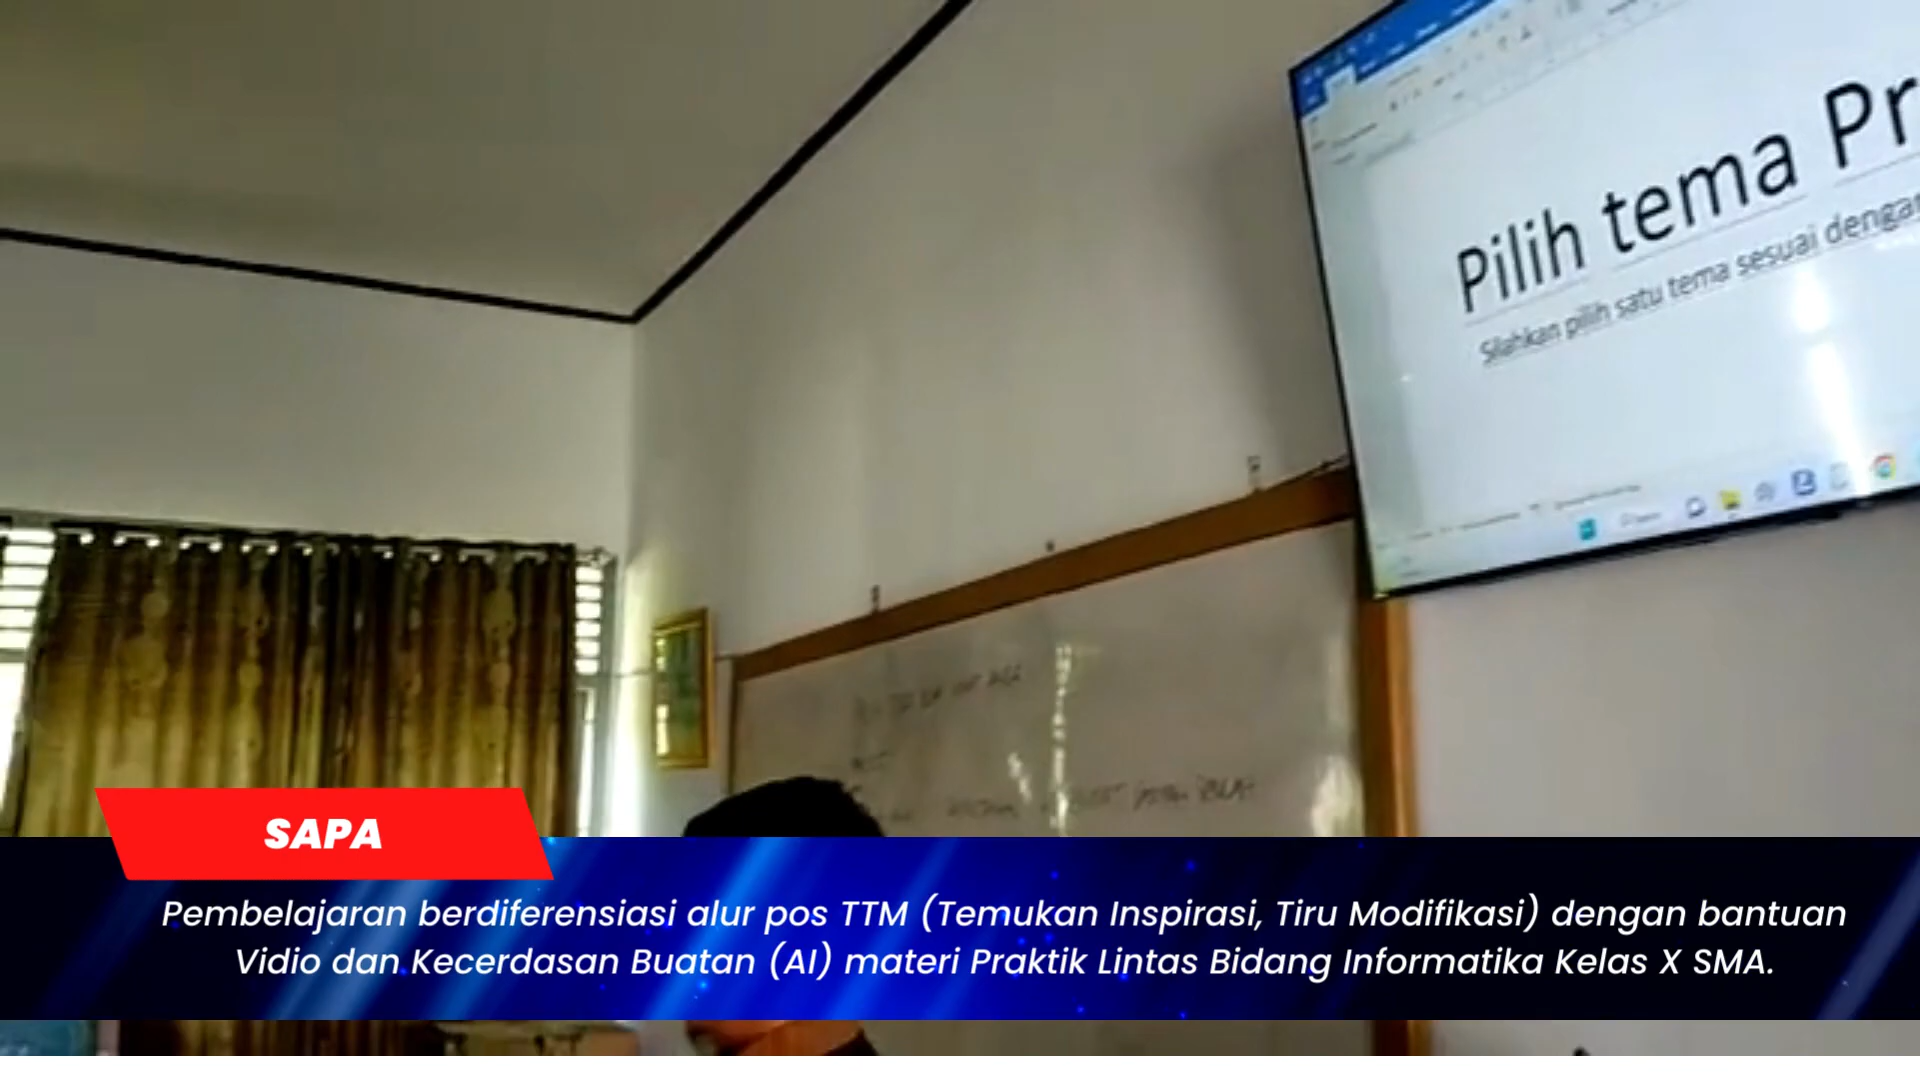 Pilih tema Pr
Silahkan pilih satu tema sesuai dengan
SAPA
Pembelajaran berdiferensiasi alur pos TTM (Temukan Inspirasi, Tiru Modifikasi) dengan bantuan
Vidio dan Kecerdasan Buatan (AI) materi Praktik Lintas Bidang Informatika Kelas X SMA.